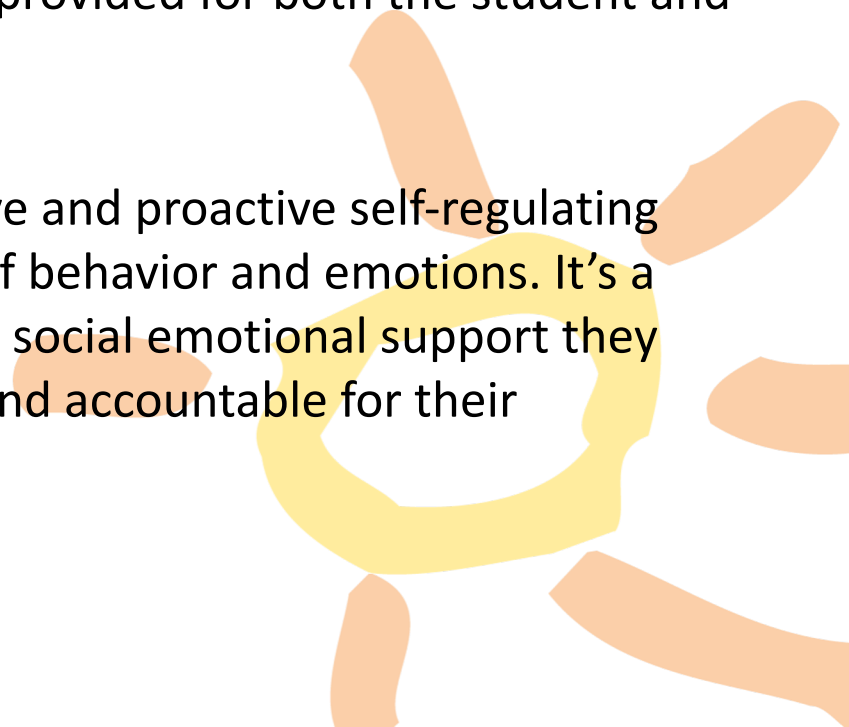 provided for both the student and
e and proactive self-regulating
f behavior and emotions. It’s a
social emotional support they
nd accountable for their